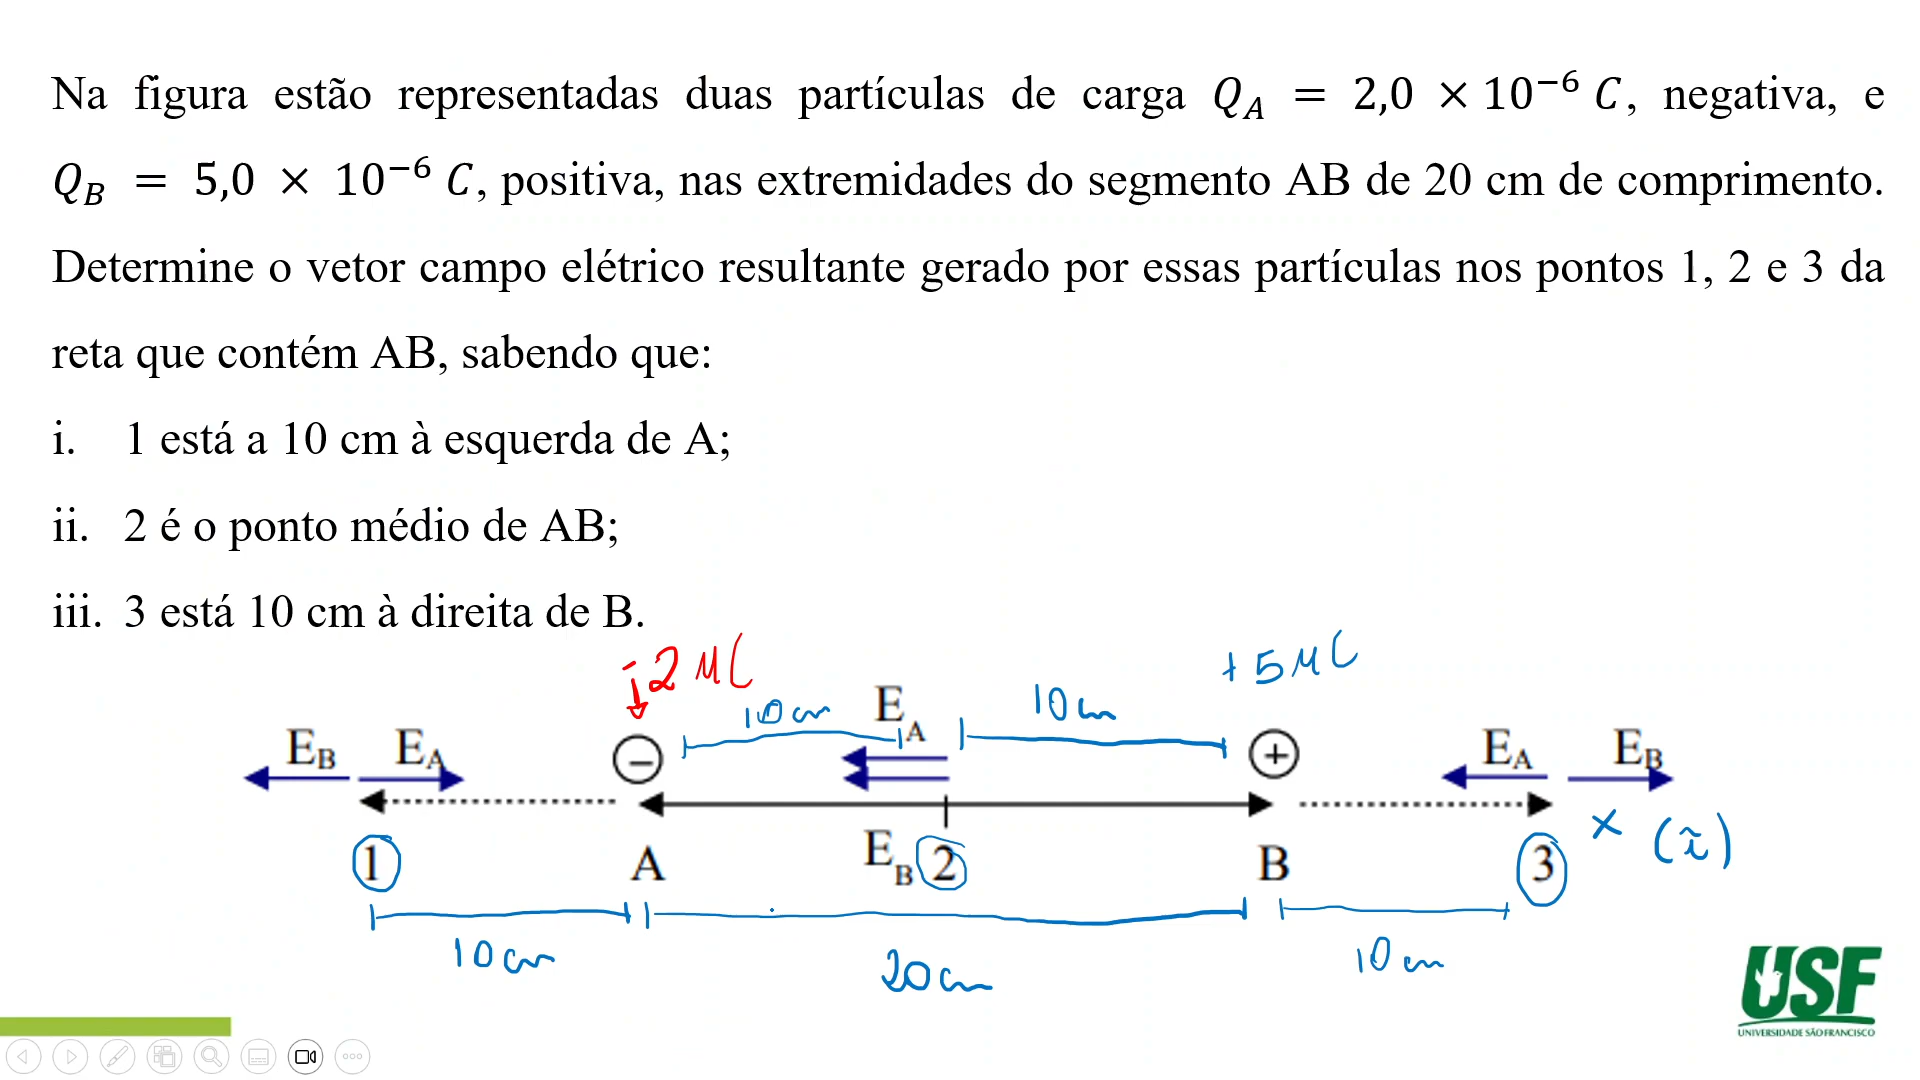 Na figura estão representadas duas partículas de carga Q_A = 2,0 × 10⁻⁶ C, negativa, e
Q_B = 5,0 × 10⁻⁶ C, positiva, nas extremidades do segmento AB de 20 cm de comprimento.
Determine o vetor campo elétrico resultante gerado por essas partículas nos pontos 1, 2 e 3 da
reta que contém AB, sabendo que:
i. 1 está a 10 cm à esquerda de A;
ii. 2 é o ponto médio de AB;
iii. 3 está 10 cm à direita de B.
-2 μC +5 μC
10 cm E_A 10 cm
E_B E_A − + E_A E_B
1 A E_B 2 B 3 x (î)
10 cm 20 cm 10 cm
USF
UNIVERSIDADE SÃO FRANCISCO